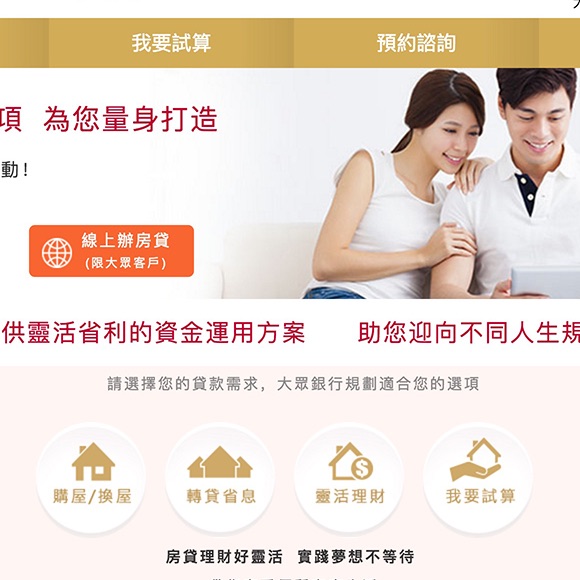 我要試算
預約諮詢
項 為您量身打造
動！
線上辦房貸
(限大眾客戶)
供靈活省利的資金運用方案 助您迎向不同人生規
請選擇您的貸款需求，大眾銀行規劃適合您的選項
購屋/換屋
轉貸省息
靈活理財
我要試算
房貸理財好靈活 實踐夢想不等待